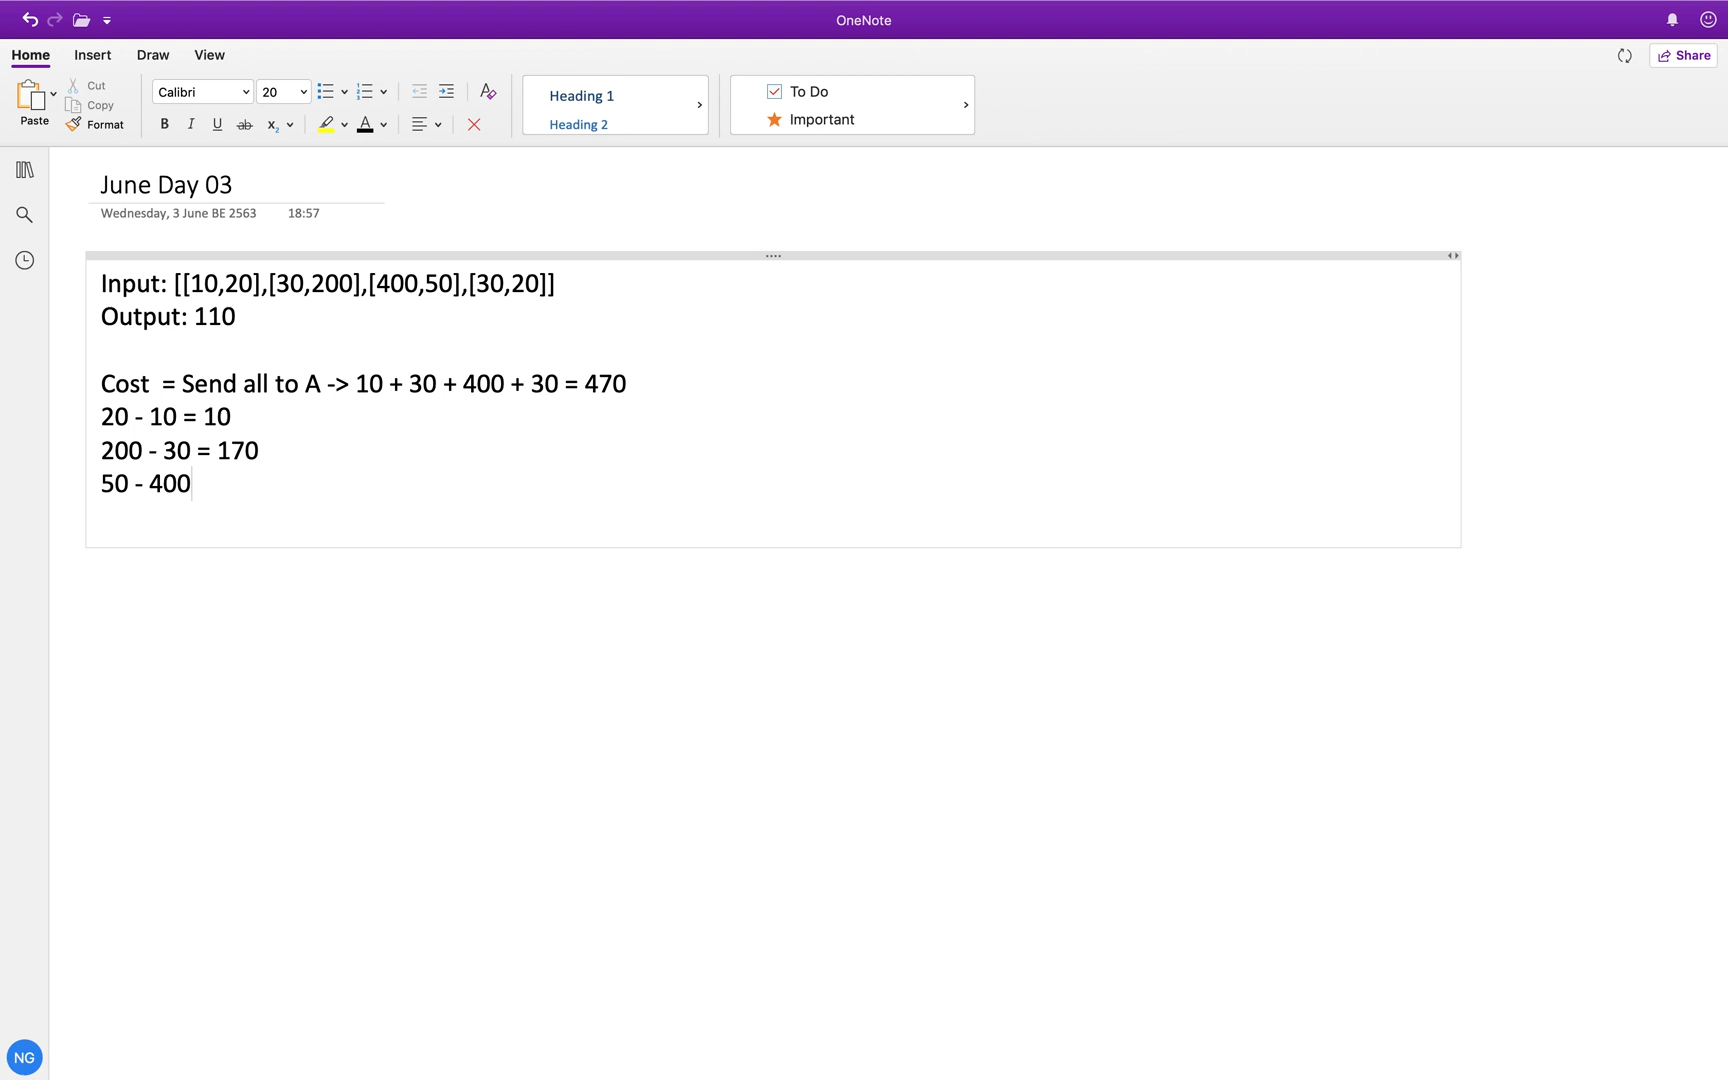 OneNote
Home Insert Draw View
Share
Paste
Cut
Copy
Format
Calibri 20
B I U ab x₂ A
Heading 1
Heading 2
To Do
Important
June Day 03
Wednesday, 3 June BE 2563 18:57
Input: [[10,20],[30,200],[400,50],[30,20]]
Output: 110
Cost = Send all to A -> 10 + 30 + 400 + 30 = 470
20 - 10 = 10
200 - 30 = 170
50 - 400
NG